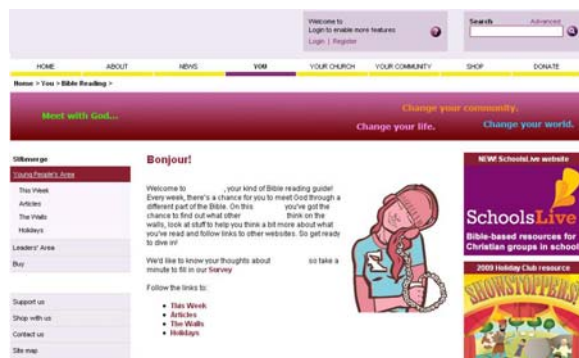 Welcome to
Login to enable more features
Login | Register
Search Advanced
HOME ABOUT NEWS YOU YOUR CHURCH YOUR COMMUNITY SHOP DONATE
Home > You > Bible Reading >
Meet with God...
Change your community.
Change your life.
Change your world.
Young People's Area
This Week
Articles
The Walls
Holidays
Leaders' Area
Buy
Support us
Shop with us
Contact us
Site map
Bonjour!
Welcome to , your kind of Bible reading guide!
Every week, there's a chance for you to meet God through a
different part of the Bible. On this you've got the
chance to find out what other think on the
walls, look at stuff to help you think a bit more about what
you've read and follow links to other websites. So get ready
to dive in!
We'd like to know your thoughts about so take a
minute to fill in our Survey
Follow the links to:
• This Week
• Articles
• The Walls
• Holidays
NEW! SchoolsLive website
SchoolsLive
Bible-based resources for
Christian groups in school
2009 Holiday Club resource
SHOWSTOPPERS!